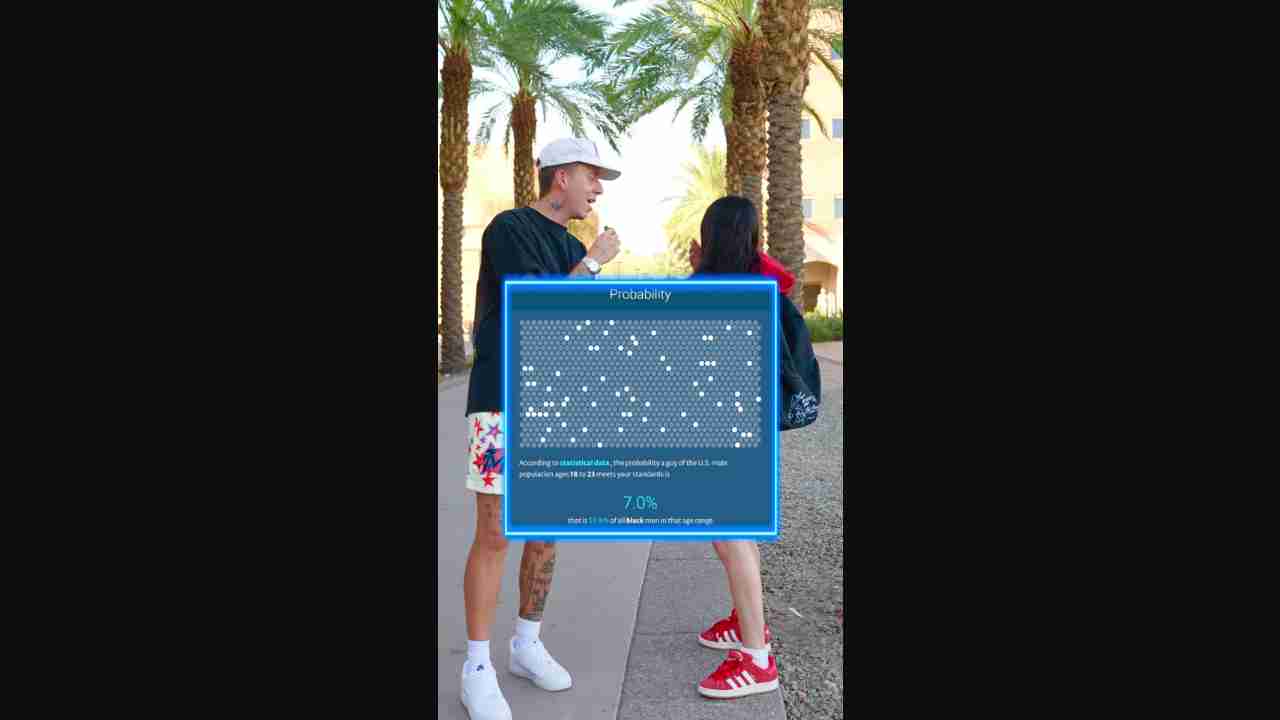 Probability
According to statistical data, the probability a guy of the U.S. male
population ages 18 to 23 meets your standards is
7.0%
that is of all black men in that age range.